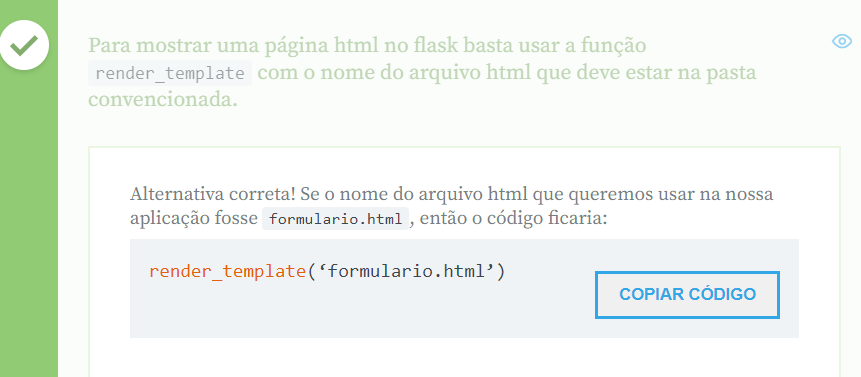 Para mostrar uma página html no flask basta usar a função
render_template com o nome do arquivo html que deve estar na pasta
convencionada.
Alternativa correta! Se o nome do arquivo html que queremos usar na nossa
aplicação fosse formulario.html, então o código ficaria:
render_template(‘formulario.html’)
COPIAR CÓDIGO